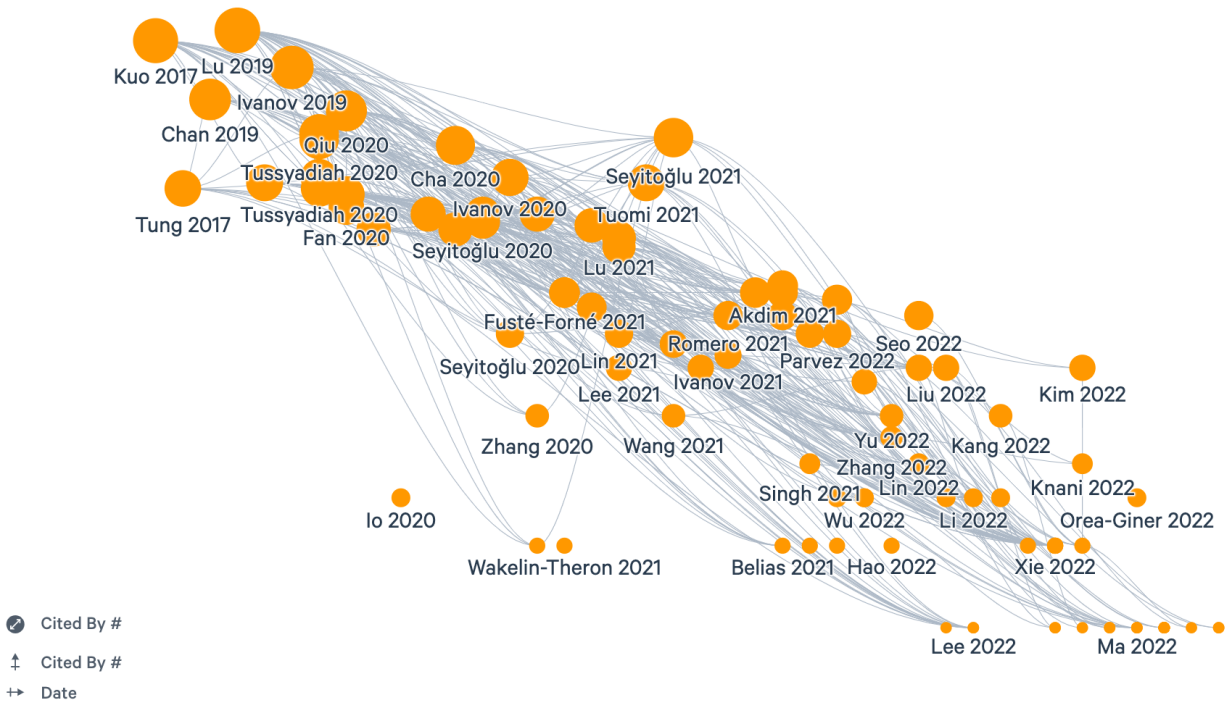 Kuo 2017
Lu 2019
Ivanov 2019
Chan 2019
Qiu 2020
Tussyadiah 2020
Cha 2020
Seyitoğlu 2021
Tung 2017
Tussyadiah 2020
Ivanov 2020
Tuomi 2021
Fan 2020
Seyitoğlu 2020
Lu 2021
Fusté-Forné 2021
Akdim 2021
Romero 2021
Seo 2022
Seyitoğlu 2020
Lin 2021
Parvez 2022
Ivanov 2021
Lee 2021
Liu 2022
Kim 2022
Zhang 2020
Wang 2021
Yu 2022
Kang 2022
Zhang 2022
Singh 2021
Lin 2022
Knani 2022
Io 2020
Wu 2022
Li 2022
Orea-Giner 2022
Wakelin-Theron 2021
Belias 2021
Hao 2022
Xie 2022
Lee 2022
Ma 2022
Cited By #
Cited By #
Date